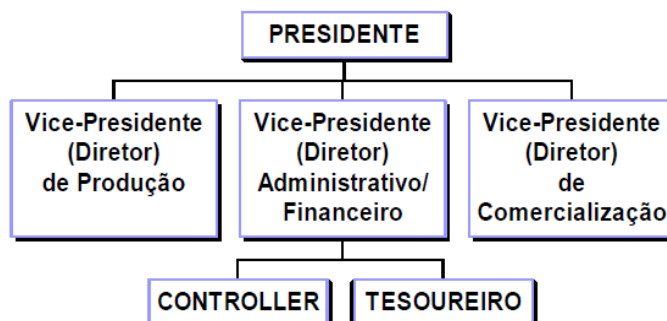 PRESIDENTE
Vice-Presidente
(Diretor)
de Produção
Vice-Presidente
(Diretor)
Administrativo/
Financeiro
Vice-Presidente
(Diretor)
de
Comercialização
CONTROLLER
TESOUREIRO